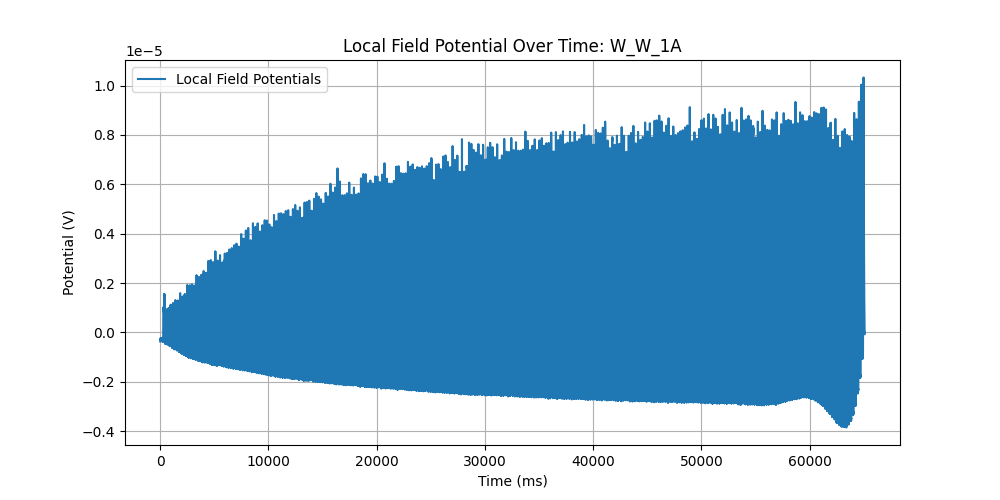 Local Field Potential Over Time: W_W_1A
1e−5
Local Field Potentials
1.0
0.8
0.6
0.4
0.2
0.0
−0.2
−0.4
Potential (V)
0 10000 20000 30000 40000 50000 60000
Time (ms)